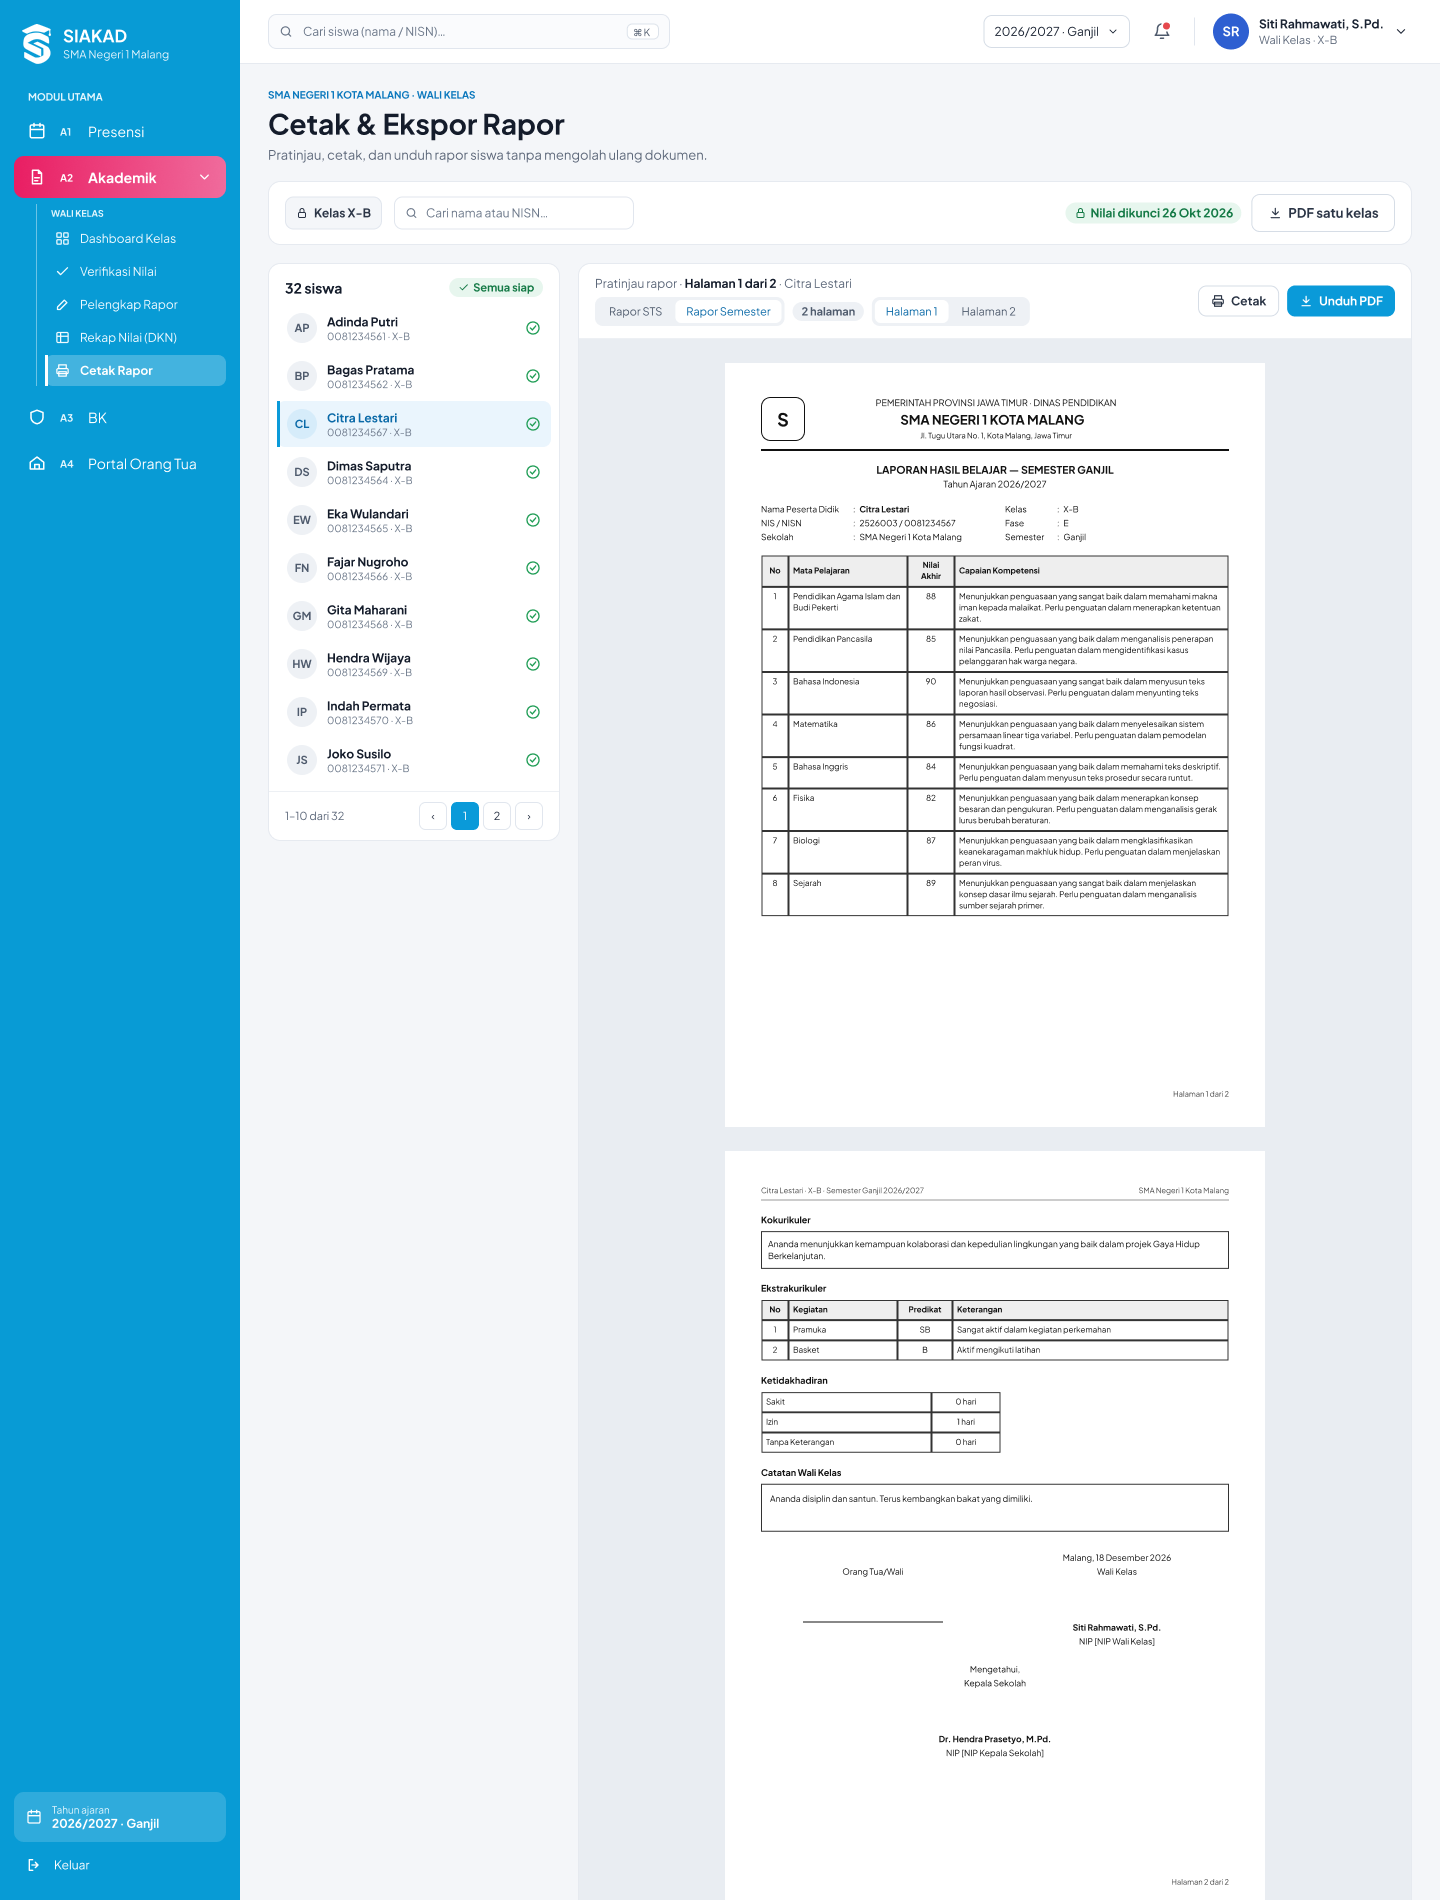 SIAKAD
SMA Negeri 1 Malang
MODUL UTAMA
A1 Presensi
A2 Akademik
WALI KELAS
Dashboard Kelas
Verifikasi Nilai
Pelengkap Rapor
Rekap Nilai (DKN)
Cetak Rapor
A3 BK
A4 Portal Orang Tua
Tahun ajaran
2026/2027 · Ganjil
Keluar
Cari siswa (nama / NISN)...
⌘K
2026/2027 · Ganjil
SR
Siti Rahmawati, S.Pd.
Wali Kelas · X-B
SMA NEGERI 1 KOTA MALANG · WALI KELAS
Cetak & Ekspor Rapor
Pratinjau, cetak, dan unduh rapor siswa tanpa mengolah ulang dokumen.
Kelas X-B
Cari nama atau NISN...
Nilai dikunci 26 Okt 2026
PDF satu kelas
32 siswa
Semua siap
AP Adinda Putri
0081234561 · X-B
BP Bagas Pratama
0081234562 · X-B
CL Citra Lestari
0081234567 · X-B
DS Dimas Saputra
0081234564 · X-B
EW Eka Wulandari
0081234565 · X-B
FN Fajar Nugroho
0081234566 · X-B
GM Gita Maharani
0081234568 · X-B
HW Hendra Wijaya
0081234569 · X-B
IP Indah Permata
0081234570 · X-B
JS Joko Susilo
0081234571 · X-B
1–10 dari 32
‹ 1 2 ›
Pratinjau rapor · Halaman 1 dari 2 · Citra Lestari
Rapor STS Rapor Semester 2 halaman Halaman 1 Halaman 2
Cetak
Unduh PDF
S
PEMERINTAH PROVINSI JAWA TIMUR · DINAS PENDIDIKAN
SMA NEGERI 1 KOTA MALANG
Jl. Tugu Utara No. 1, Kota Malang, Jawa Timur
LAPORAN HASIL BELAJAR — SEMESTER GANJIL
Tahun Ajaran 2026/2027
Nama Peserta Didik : Citra Lestari Kelas : X-B
NIS / NISN : 2526003 / 0081234567 Fase : E
Sekolah : SMA Negeri 1 Kota Malang Semester : Ganjil
No Mata Pelajaran Nilai Akhir Capaian Kompetensi
1 Pendidikan Agama Islam dan Budi Pekerti 88 Menunjukkan penguasaan yang sangat baik dalam memahami makna
iman kepada malaikat. Perlu penguatan dalam menerapkan ketentuan
zakat.
2 Pendidikan Pancasila 85 Menunjukkan penguasaan yang baik dalam menganalisis penerapan
nilai Pancasila. Perlu penguatan dalam mengidentifikasi kasus
pelanggaran hak warga negara.
3 Bahasa Indonesia 90 Menunjukkan penguasaan yang sangat baik dalam menyusun teks
laporan hasil observasi. Perlu penguatan dalam menyunting teks
negosiasi.
4 Matematika 86 Menunjukkan penguasaan yang baik dalam menyelesaikan sistem
persamaan linear tiga variabel. Perlu penguatan dalam pemodelan
fungsi kuadrat.
5 Bahasa Inggris 84 Menunjukkan penguasaan yang baik dalam memahami teks deskriptif.
Perlu penguatan dalam menyusun teks prosedur secara runtut.
6 Fisika 82 Menunjukkan penguasaan yang baik dalam menerapkan konsep
besaran dan pengukuran. Perlu penguatan dalam menganalisis gerak
lurus berubah beraturan.
7 Biologi 87 Menunjukkan penguasaan yang baik dalam mengklasifikasikan
keanekaragaman makhluk hidup. Perlu penguatan dalam menjelaskan
peran virus.
8 Sejarah 89 Menunjukkan penguasaan yang sangat baik dalam menjelaskan
konsep dasar ilmu sejarah. Perlu penguatan dalam menganalisis
sumber sejarah primer.
Halaman 1 dari 2
Citra Lestari · X-B · Semester Ganjil 2026/2027 SMA Negeri 1 Kota Malang
Kokurikuler
Ananda menunjukkan kemampuan kolaborasi dan kepedulian lingkungan yang baik dalam projek Gaya Hidup
Berkelanjutan.
Ekstrakurikuler
No Kegiatan Predikat Keterangan
1 Pramuka SB Sangat aktif dalam kegiatan perkemahan
2 Basket B Aktif mengikuti latihan
Ketidakhadiran
Sakit 0 hari
Izin 1 hari
Tanpa Keterangan 0 hari
Catatan Wali Kelas
Ananda disiplin dan santun. Terus kembangkan bakat yang dimiliki.
Malang, 18 Desember 2026
Orang Tua/Wali Wali Kelas
Siti Rahmawati, S.Pd.
NIP [NIP Wali Kelas]
Mengetahui,
Kepala Sekolah
Dr. Hendra Prasetyo, M.Pd.
NIP [NIP Kepala Sekolah]
Halaman 2 dari 2